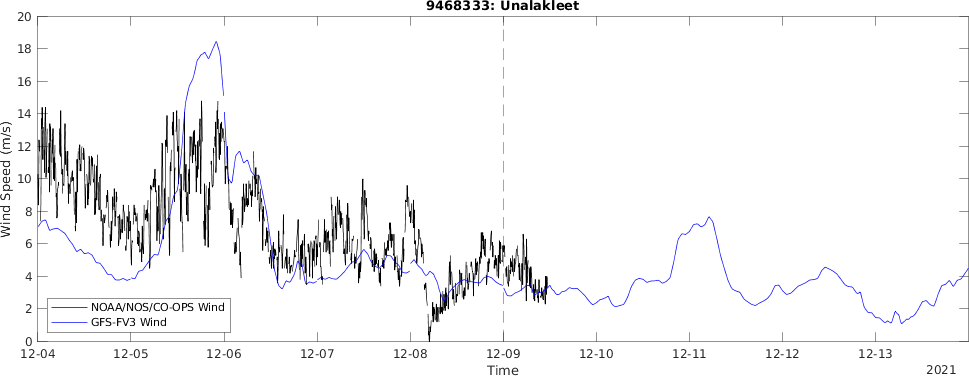 9468333: Unalakleet
20
18
16
14
12
10
8
6
4
2
0
Wind Speed (m/s)
NOAA/NOS/CO-OPS Wind
GFS-FV3 Wind
12-04 12-05 12-06 12-07 12-08 12-09 12-10 12-11 12-12 12-13
Time
2021